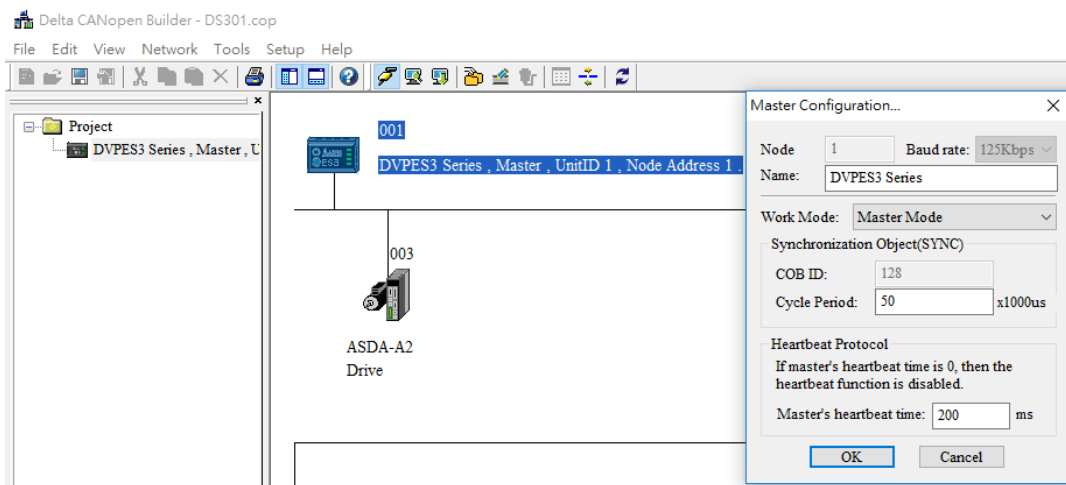 Delta CANopen Builder - DS301.cop
File Edit View Network Tools Setup Help
Project
DVPES3 Series , Master , U
001
DVPES3 Series , Master , UnitID 1 , Node Address 1 .
003
ASDA-A2
Drive
Master Configuration...
Node 1 Baud rate: 125Kbps
Name: DVPES3 Series
Work Mode: Master Mode
Synchronization Object(SYNC)
COB ID: 128
Cycle Period: 50 x1000us
Heartbeat Protocol
If master's heartbeat time is 0, then the
heartbeat function is disabled.
Master's heartbeat time: 200 ms
OK Cancel